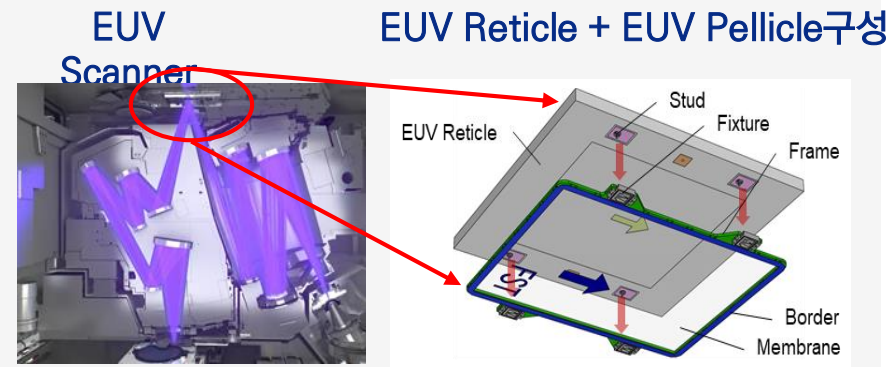 EUV
Scanner
EUV Reticle + EUV Pellicle구성
Stud
EUV Reticle
Fixture
Frame
FST
Border
Membrane